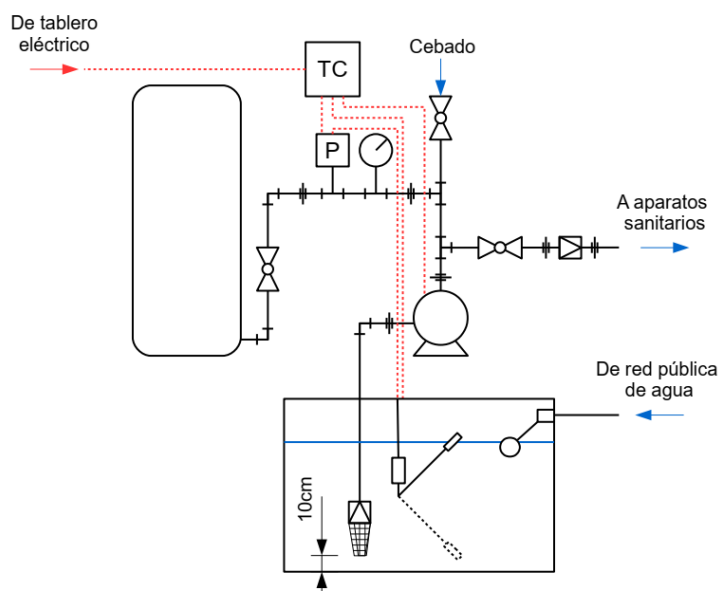 De tablero
eléctrico
TC
Cebado
P
A aparatos
sanitarios
De red pública
de agua
10cm